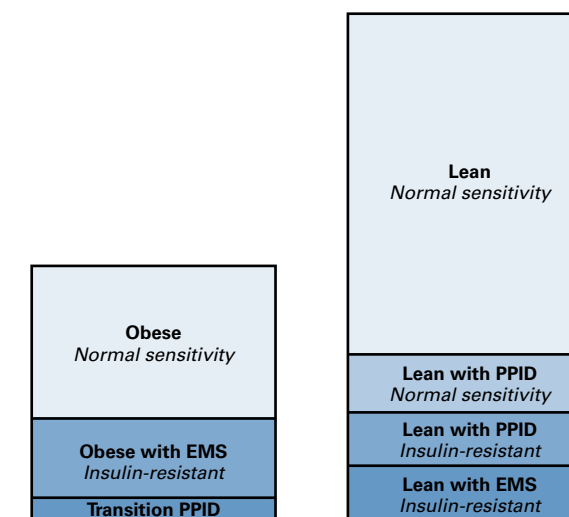 Lean
Normal sensitivity
Obese
Normal sensitivity
Lean with PPID
Normal sensitivity
Lean with PPID
Insulin-resistant
Obese with EMS
Insulin-resistant
Lean with EMS
Insulin-resistant
Transition PPID